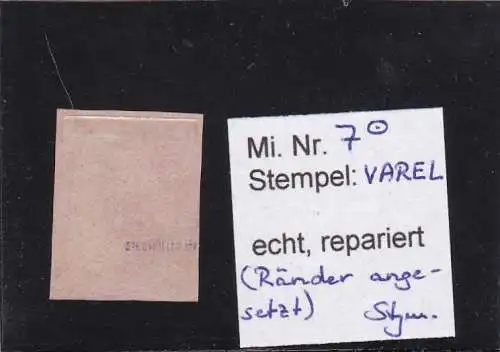 Mi. Nr. 7 ⊙
Stempel: VAREL
echt, repariert
(Ränder ange-
setzt) Stgm.